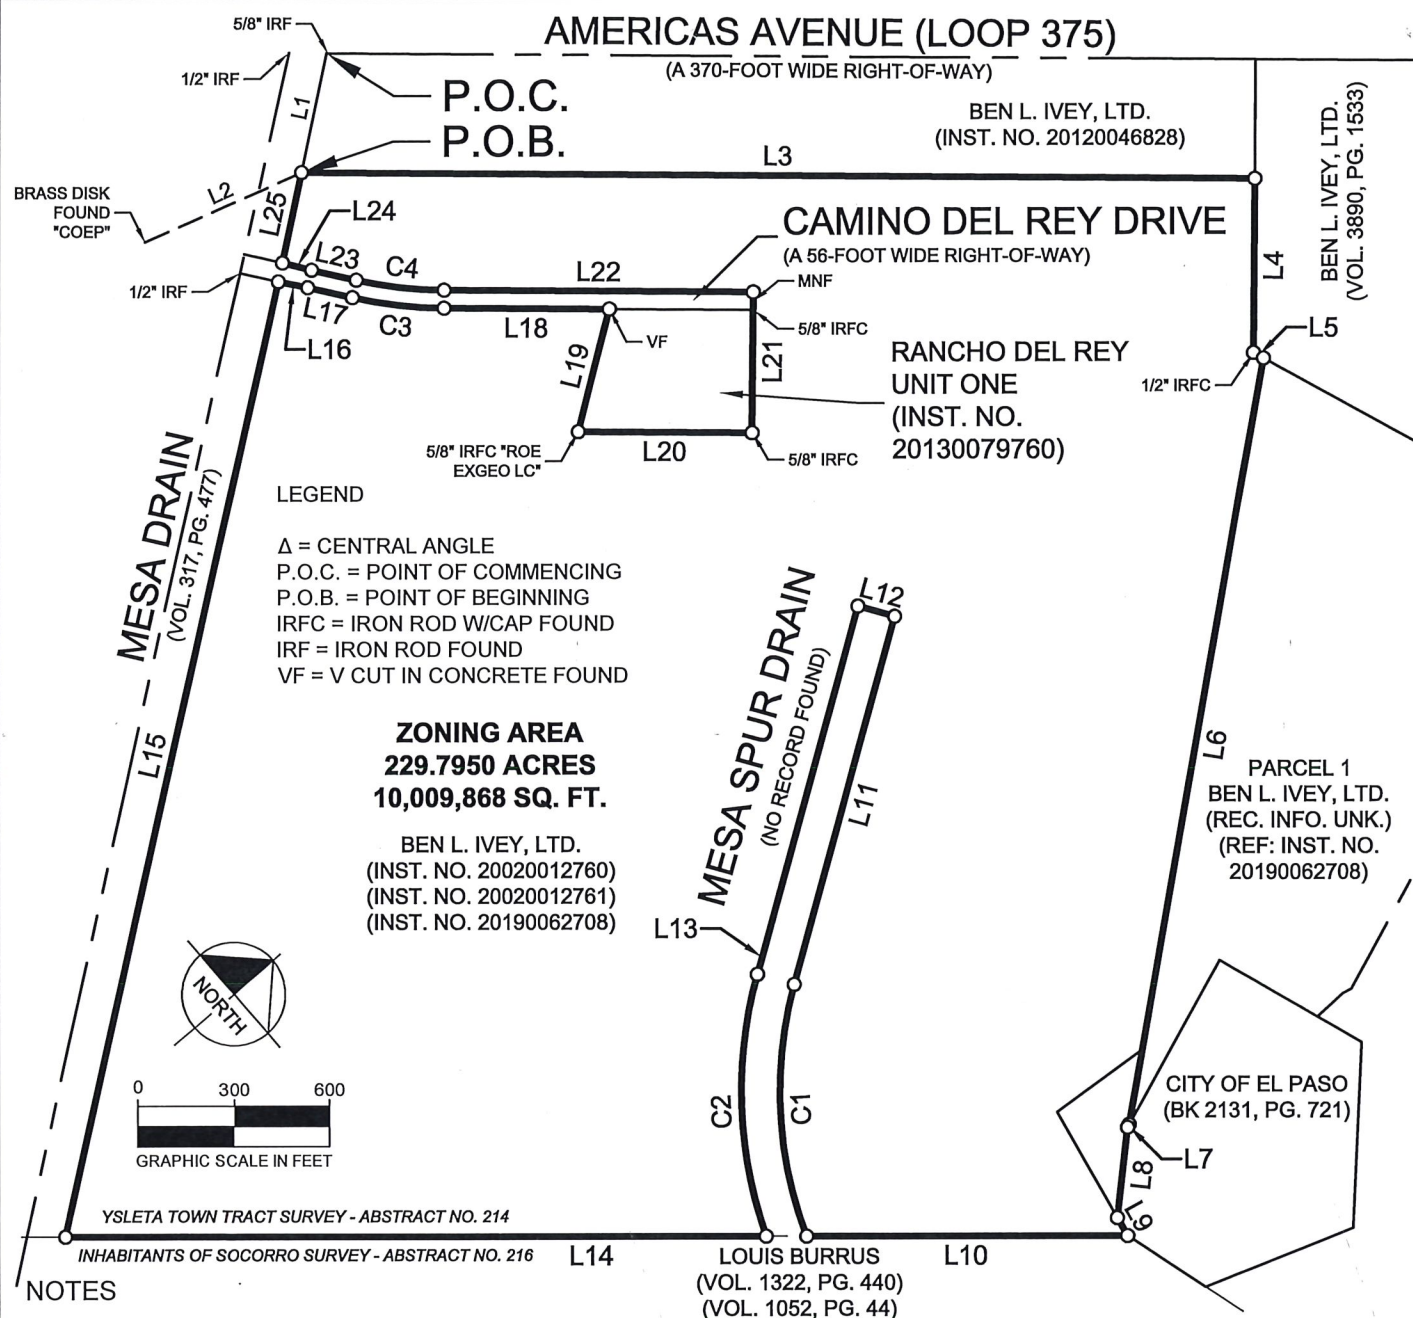 5/8" IRF
AMERICAS AVENUE (LOOP 375)
(A 370-FOOT WIDE RIGHT-OF-WAY)
1/2" IRF
L1
P.O.C.
P.O.B.
BEN L. IVEY, LTD.
(INST. NO. 20120046828)
BEN L. IVEY, LTD.
(VOL. 3890, PG. 1533)
L3
L2
BRASS DISK
FOUND
"COEP"
L25
L24
L23
C4
L22
CAMINO DEL REY DRIVE
(A 56-FOOT WIDE RIGHT-OF-WAY)
MNF
L4
1/2" IRF
L17
L16
C3
L18
VF
5/8" IRFC
L5
L19
L21
RANCHO DEL REY
UNIT ONE
(INST. NO.
20130079760)
1/2" IRFC
5/8" IRFC "ROE
EXGEO LC"
L20
5/8" IRFC
MESA DRAIN
(VOL. 317, PG. 477)
LEGEND
Δ = CENTRAL ANGLE
P.O.C. = POINT OF COMMENCING
P.O.B. = POINT OF BEGINNING
IRFC = IRON ROD W/CAP FOUND
IRF = IRON ROD FOUND
VF = V CUT IN CONCRETE FOUND
L12
MESA SPUR DRAIN
(NO RECORD FOUND)
L15
ZONING AREA
229.7950 ACRES
10,009,868 SQ. FT.
BEN L. IVEY, LTD.
(INST. NO. 20020012760)
(INST. NO. 20020012761)
(INST. NO. 20190062708)
L11
L6
PARCEL 1
BEN L. IVEY, LTD.
(REC. INFO. UNK.)
(REF: INST. NO.
20190062708)
L13
NORTH
0 300 600
GRAPHIC SCALE IN FEET
C2
C1
CITY OF EL PASO
(BK 2131, PG. 721)
L7
L8
L9
YSLETA TOWN TRACT SURVEY - ABSTRACT NO. 214
INHABITANTS OF SOCORRO SURVEY - ABSTRACT NO. 216
L14
LOUIS BURRUS
(VOL. 1322, PG. 440)
(VOL. 1052, PG. 44)
L10
NOTES